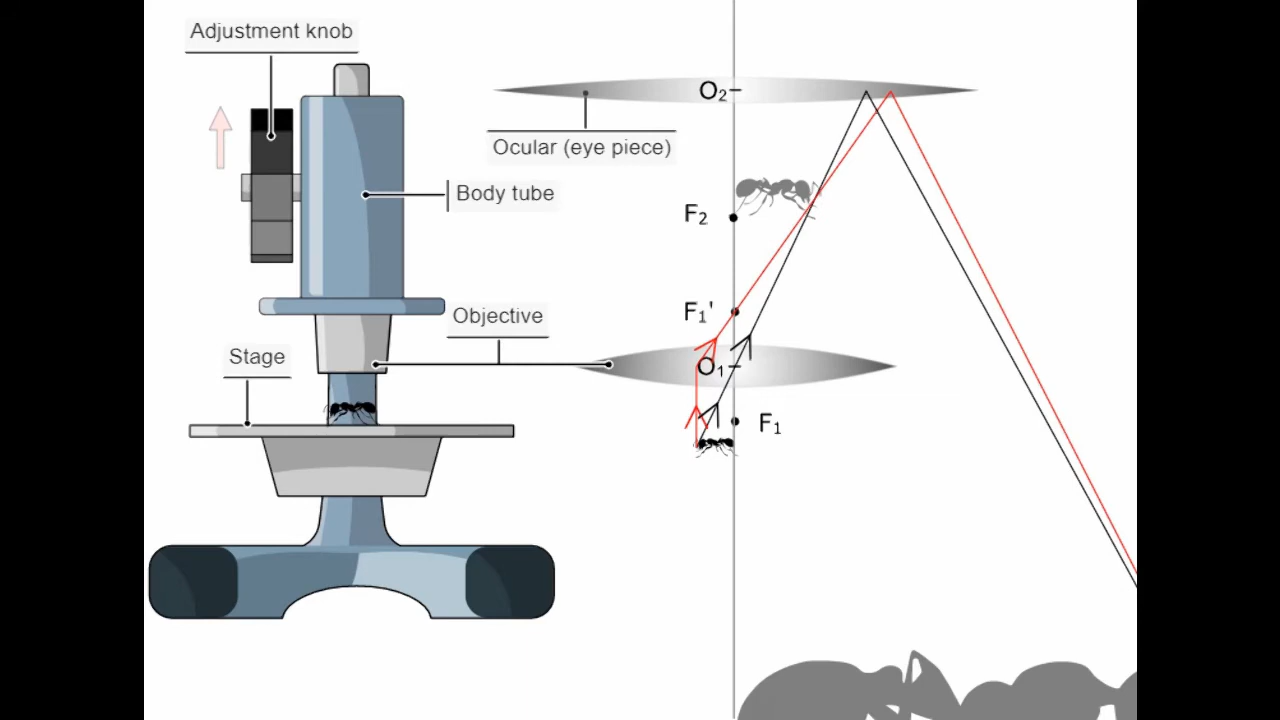 Adjustment knob
O₂
Ocular (eye piece)
Body tube
F₂
F₁'
Objective
Stage
O₁
F₁